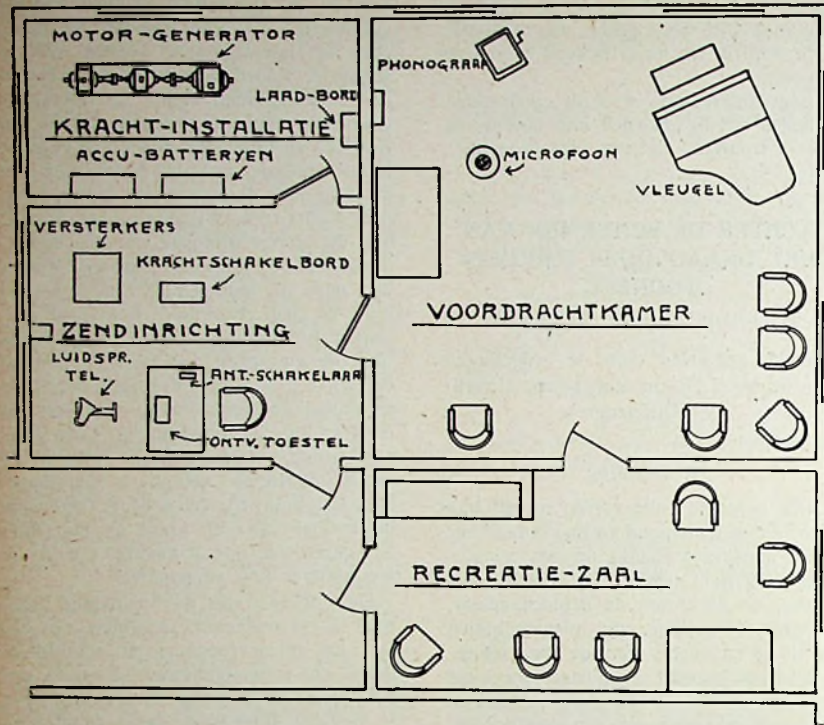 MOTOR-GENERATOR
LAAD-BORD
KRACHT-INSTALLATIE
ACCU-BATTERYEN
PHONOGRAAF
MICROFOON
VLEUGEL
VERSTERKERS
KRACHTSCHAKELBORD
ZENDINRICHTING
LUIDSPR.
TEL.
ANT.-SCHAKELAAR
ONTV. TOESTEL
VOORDRACHTKAMER
RECREATIE-ZAAL